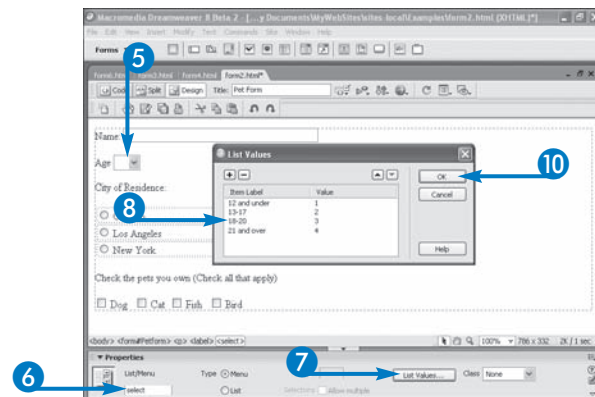 Macromedia Dreamweaver 8 Beta 2 - [...y Documents\MyWebSites\sites-local\Examples\form2.html (XHTML)*]
File Edit View Insert Modify Text Commands Site Window Help
Forms
5
form1.html form3.html form4.html form2.html*
Code Split Design Title: Pet Form
Name:
Age
List Values
City of Residence:
OK
10
Item Label Value
Cancel
8
12 and under 1
13-17 2
18-20 3
21 and over 4
Los Angeles
New York
Help
Check the pets you own (Check all that apply)
Dog Cat Fish Bird
<body> <form#Petform> <p> <label> <select>
100% 786 x 332 2K / 1 sec
Properties
7
List/Menu Type Menu List Values... Class None
6
select List Selections Allow multiple